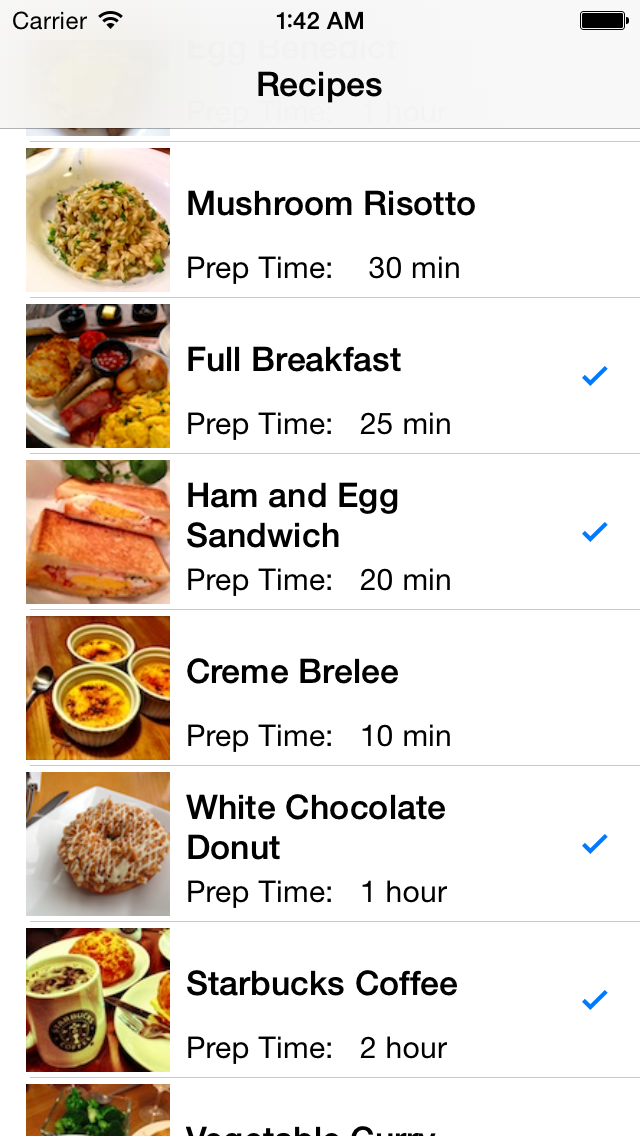 Carrier 1:42 AM
Egg Benedict
Recipes
Prep Time: 1 hour
Mushroom Risotto
Prep Time: 30 min
Full Breakfast
Prep Time: 25 min
Ham and Egg
Sandwich
Prep Time: 20 min
Creme Brelee
Prep Time: 10 min
White Chocolate
Donut
Prep Time: 1 hour
STARBUCKS
COFFEE
Starbucks Coffee
Prep Time: 2 hour
Vegetable Curry